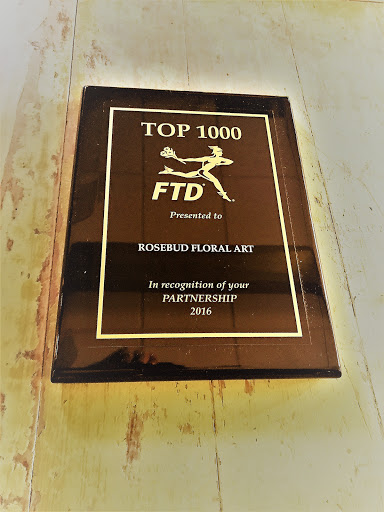 TOP 1000
FTD®
Presented to
ROSEBUD FLORAL ART
In recognition of your
PARTNERSHIP
2016